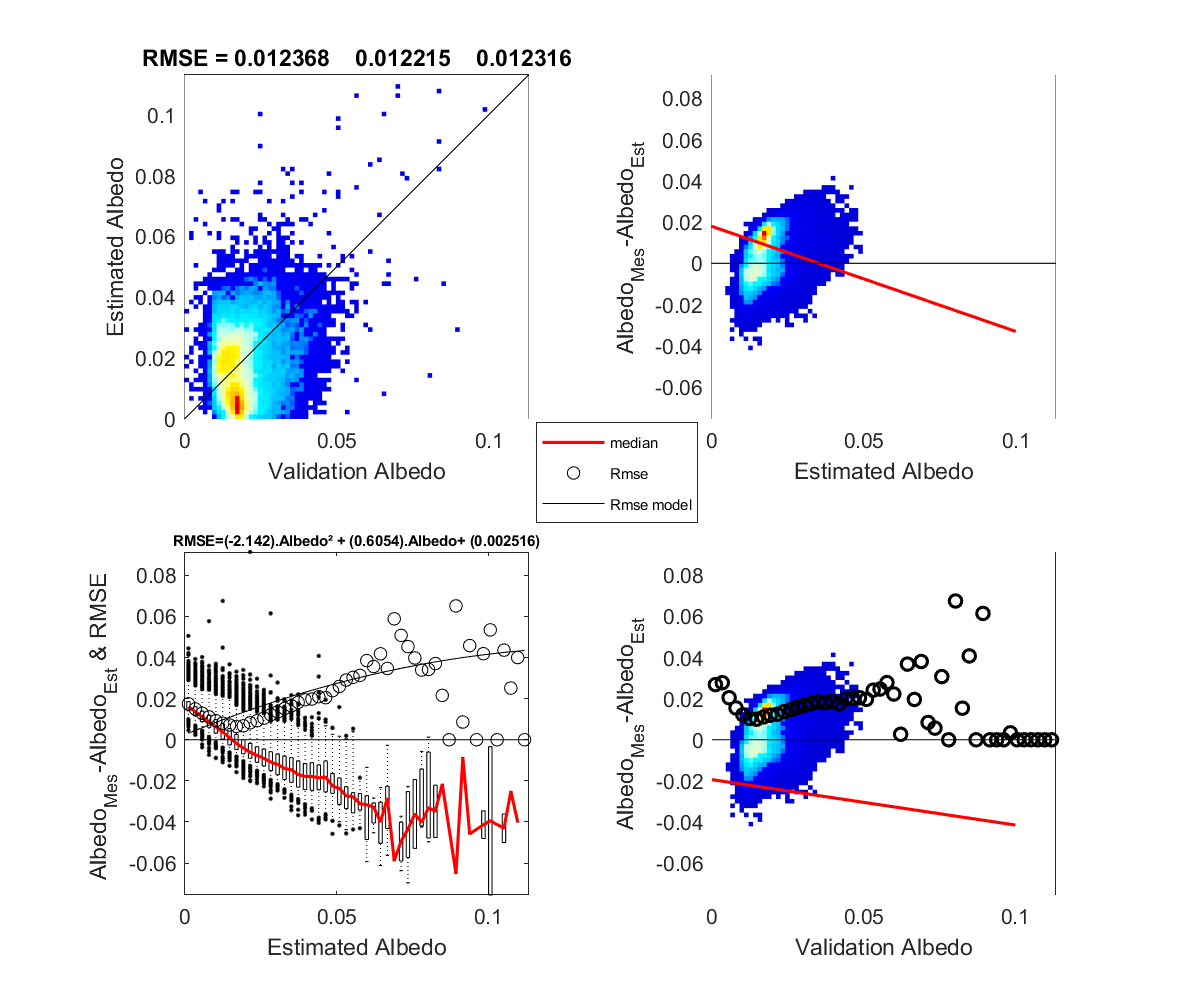 RMSE = 0.012368 0.012215 0.012316
0.1
0.08
0.06
0.04
0.02
0
Estimated Albedo
0 0.05 0.1
Validation Albedo
0.08
0.06
0.04
0.02
0
-0.02
-0.04
-0.06
Albedo_Mes-Albedo_Est
0 0.05 0.1
Estimated Albedo
median
Rmse
Rmse model
RMSE=(-2.142).Albedo² + (0.6054).Albedo+ (0.002516)
0.08
0.06
0.04
0.02
0
-0.02
-0.04
-0.06
Albedo_Mes-Albedo_Est & RMSE
0 0.05 0.1
Estimated Albedo
0.08
0.06
0.04
0.02
0
-0.02
-0.04
-0.06
Albedo_Mes-Albedo_Est
0 0.05 0.1
Validation Albedo